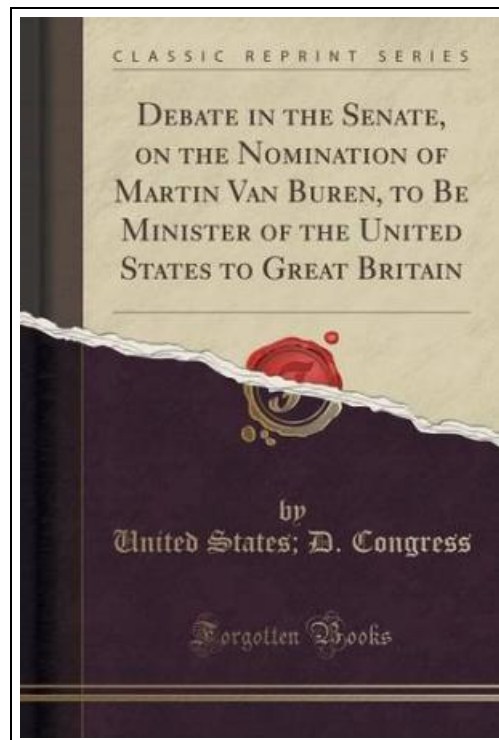 CLASSIC REPRINT SERIES
DEBATE IN THE SENATE,
ON THE NOMINATION OF
MARTIN VAN BUREN, TO BE
MINISTER OF THE UNITED
STATES TO GREAT BRITAIN
F
by
United States; D. Congress
Forgotten Books